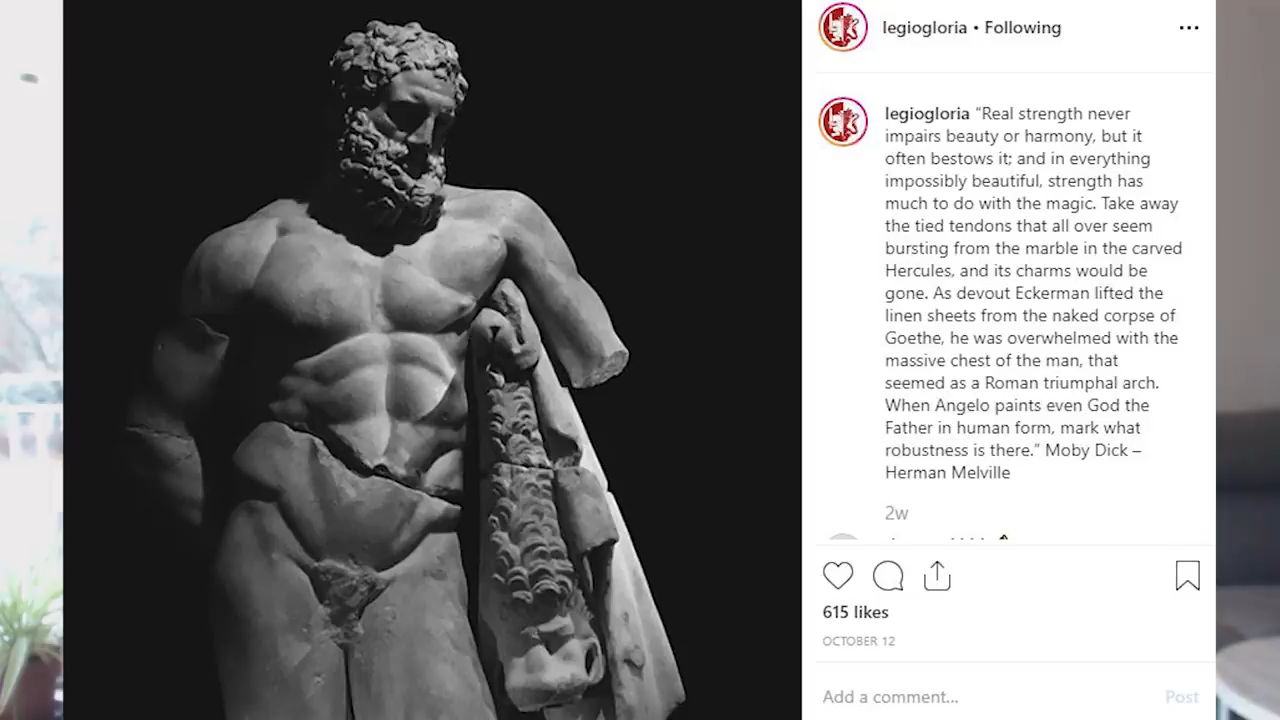 legiogloria • Following
legiogloria “Real strength never
impairs beauty or harmony, but it
often bestows it; and in everything
impossibly beautiful, strength has
much to do with the magic. Take away
the tied tendons that all over seem
bursting from the marble in the carved
Hercules, and its charms would be
gone. As devout Eckerman lifted the
linen sheets from the naked corpse of
Goethe, he was overwhelmed with the
massive chest of the man, that
seemed as a Roman triumphal arch.
When Angelo paints even God the
Father in human form, mark what
robustness is there.” Moby Dick –
Herman Melville
2w
615 likes
OCTOBER 12
Add a comment... Post